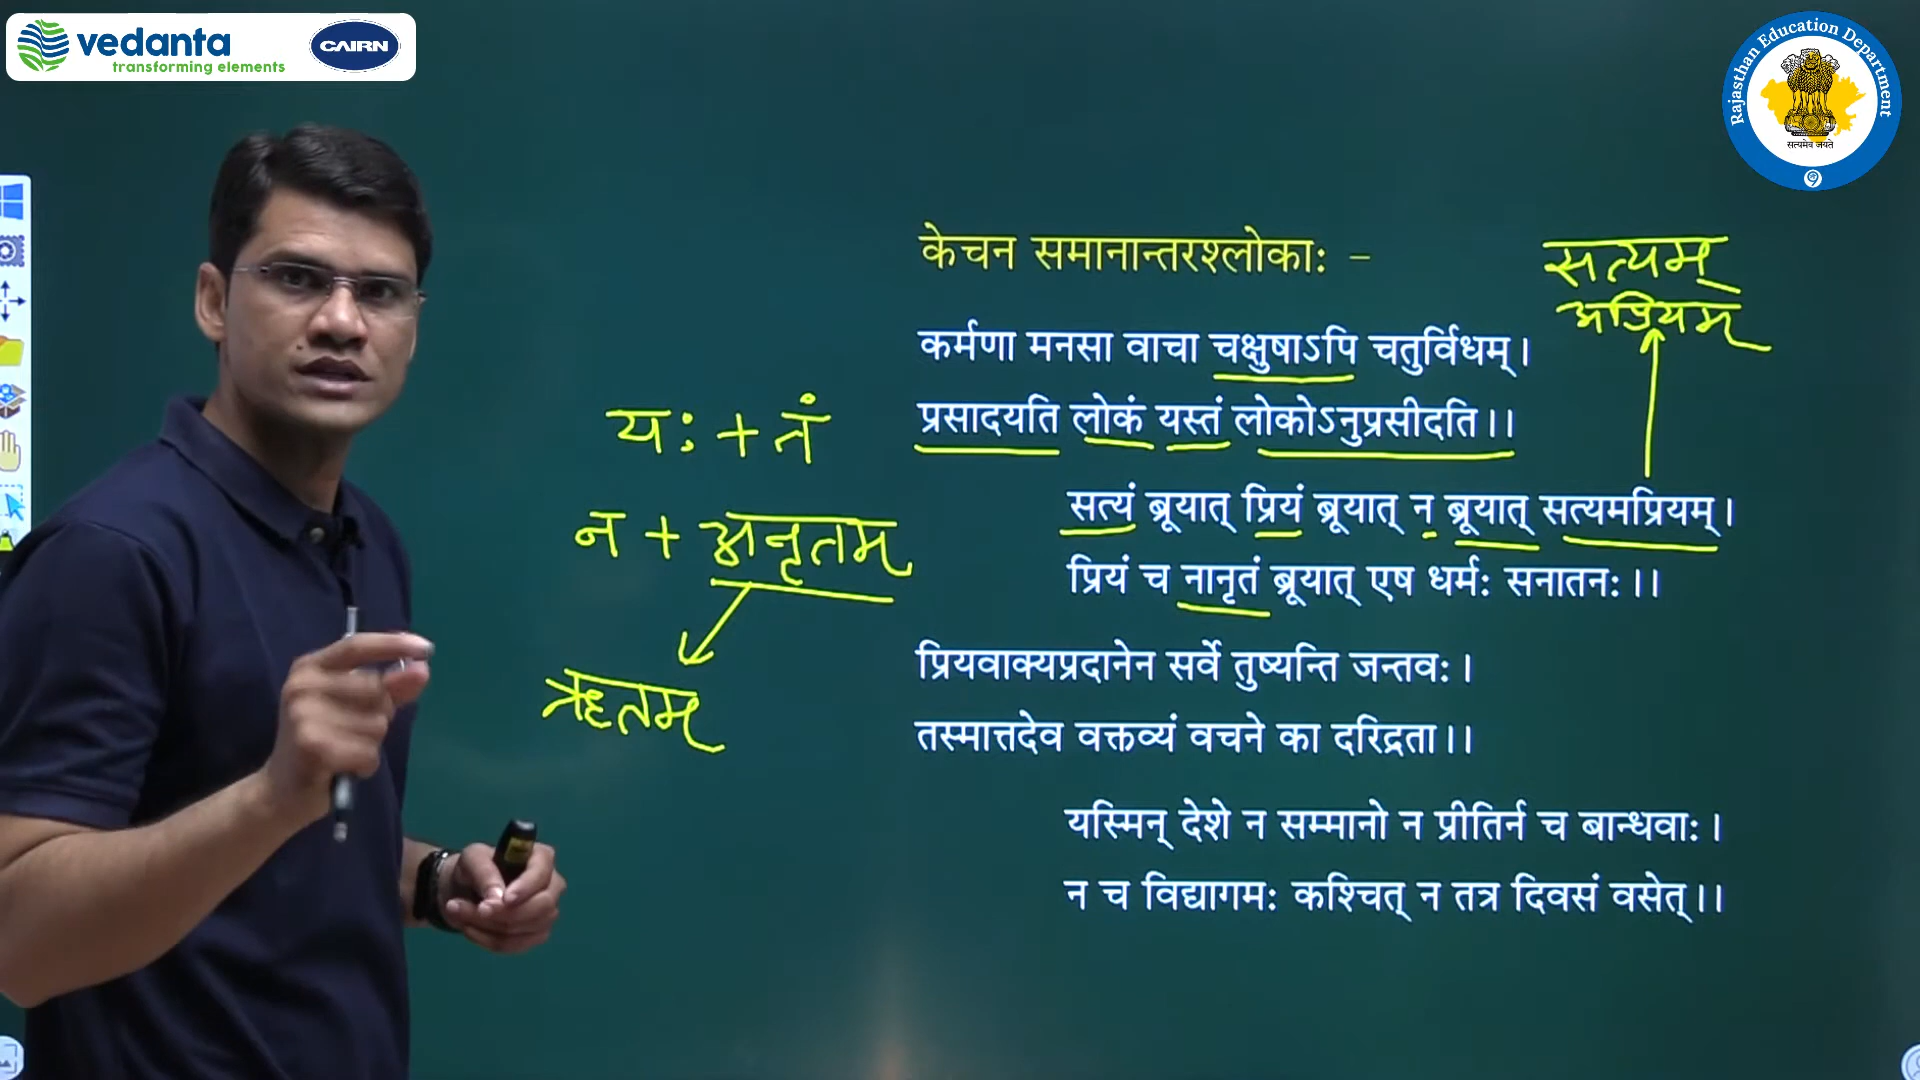 vedanta
transforming elements
CAIRN
Rajasthan Education Department
सत्यमेव जयते
केचन समानान्तरश्लोकाः –
सत्यम्
अप्रियम्
कर्मणा मनसा वाचा चक्षुषाऽपि चतुर्विधम्।
प्रसादयति लोकं यस्तं लोकोऽनुप्रसीदति।।
यः + तं
सत्यं ब्रूयात् प्रियं ब्रूयात् न ब्रूयात् सत्यमप्रियम्।
न + अनृतम्
प्रियं च नानृतं ब्रूयात् एष धर्मः सनातनः।।
ऋतम्
प्रियवाक्यप्रदानेन सर्वे तुष्यन्ति जन्तवः।
तस्मात्तदेव वक्तव्यं वचने का दरिद्रता।।
यस्मिन् देशे न सम्मानो न प्रीतिर्न च बान्धवाः।
न च विद्यागमः कश्चित् न तत्र दिवसं वसेत्।।